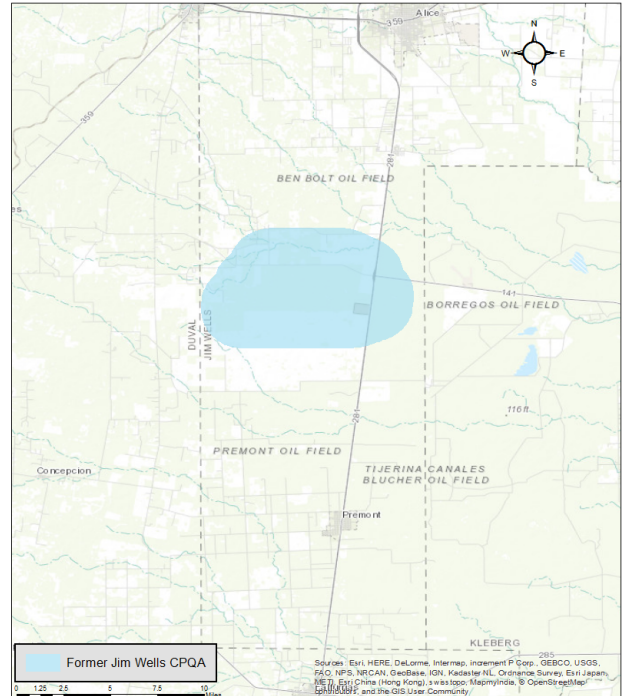 Alice
359
N
W E
S
359
281
BEN BOLT OIL FIELD
es
141
BORREGOS OIL FIELD
DUVAL
JIM WELLS
281
116 ft
PREMONT OIL FIELD
TIJERINA CANALES
BLUCHER OIL FIELD
Concepcion
Premont
KLEBERG
285
Former Jim Wells CPQA
0 1.25 2.5 5 7.5 10
Miles
Falfurrias
Sources: Esri, HERE, DeLorme, Intermap, increment P Corp., GEBCO, USGS,
FAO, NPS, NRCAN, GeoBase, IGN, Kadaster NL, Ordnance Survey, Esri Japan,
METI, Esri China (Hong Kong), swisstopo, MapmyIndia, © OpenStreetMap
contributors, and the GIS User Community